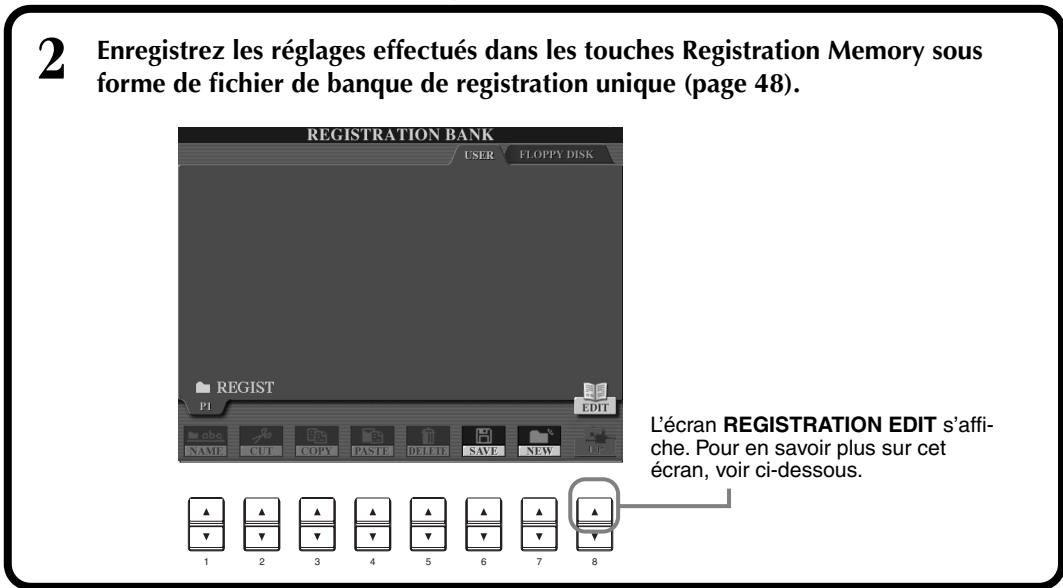 2 Enregistrez les réglages effectués dans les touches Registration Memory sous
forme de fichier de banque de registration unique (page 48).
REGISTRATION BANK
USER FLOPPY DISK
REGIST
P1
EDIT
abc
NAME CUT COPY PASTE DELETE SAVE NEW UP
L'écran REGISTRATION EDIT s'affi-
che. Pour en savoir plus sur cet
écran, voir ci-dessous.
1 2 3 4 5 6 7 8